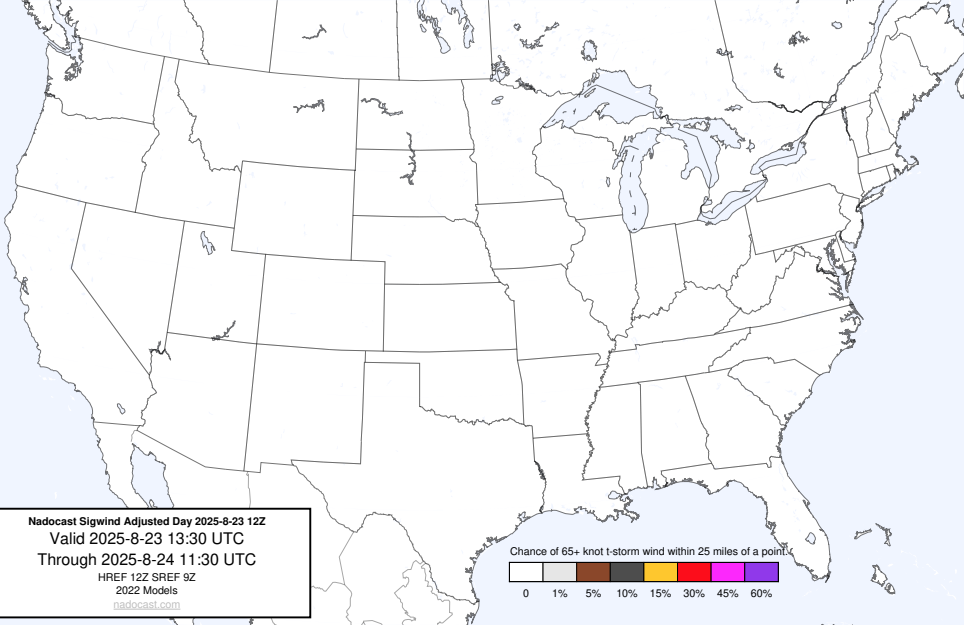 Nadocast Sigwind Adjusted Day 2025-8-23 12Z
Valid 2025-8-23 13:30 UTC
Through 2025-8-24 11:30 UTC
HREF 12Z SREF 9Z
2022 Models
nadocast.com
Chance of 65+ knot t-storm wind within 25 miles of a point.
0 1% 5% 10% 15% 30% 45% 60%